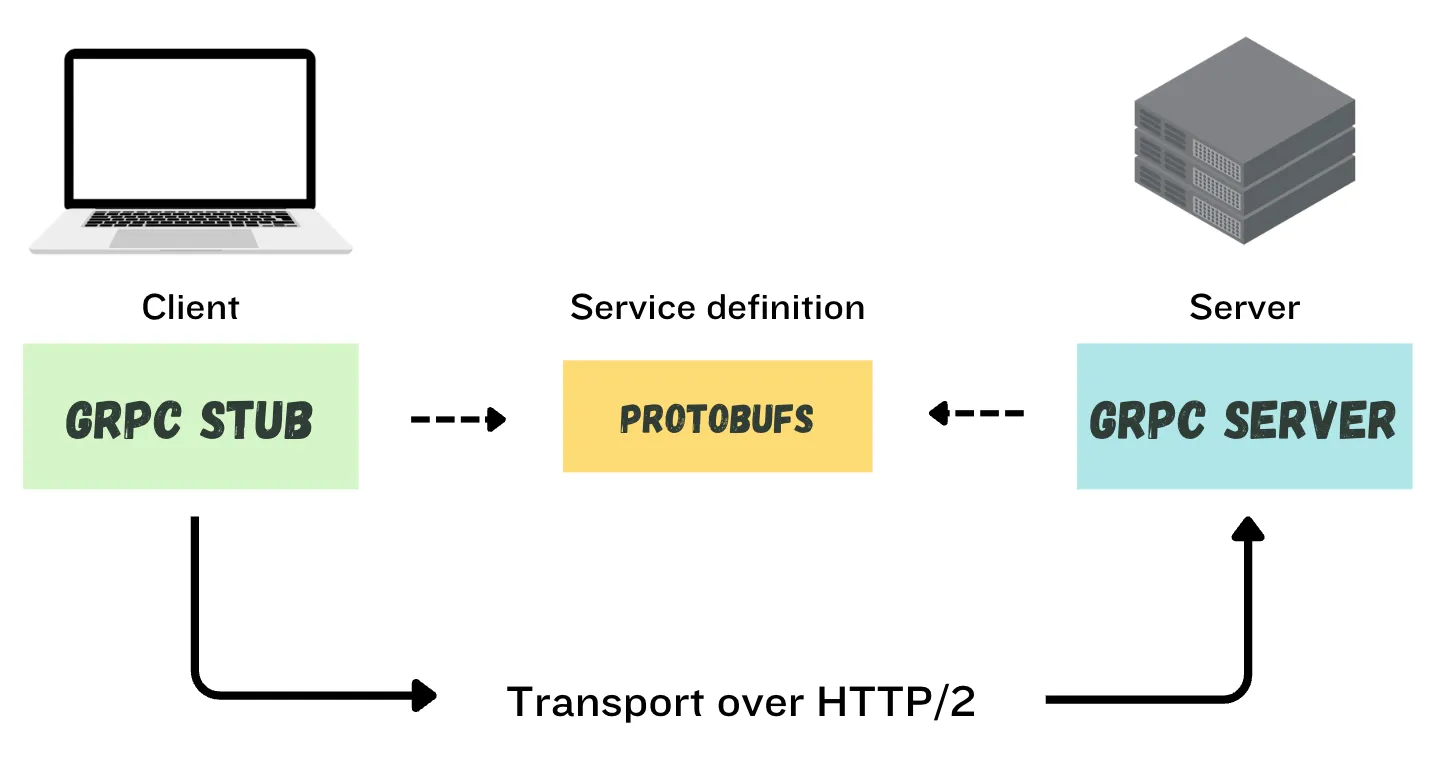 Client
Service definition
Server
GRPC STUB
PROTOBUFS
GRPC SERVER
Transport over HTTP/2